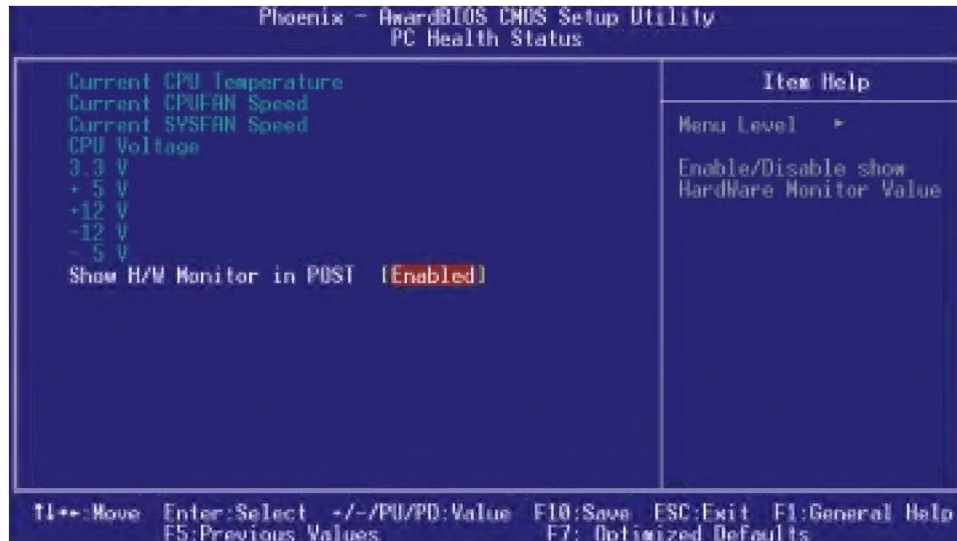 Phoenix - AwardBIOS CMOS Setup Utility
PC Health Status
Current CPU Temperature
Current CPUFAN Speed
Current SYSFAN Speed
CPU Voltage
3.3 V
+ 5 V
+12 V
-12 V
- 5 V
Show H/W Monitor in POST [Enabled]
Item Help
Menu Level ►
Enable/Disable show
HardWare Monitor Value
↑↓←→:Move Enter:Select +/-/PU/PD:Value F10:Save ESC:Exit F1:General Help
F5:Previous Values F7: Optimized Defaults